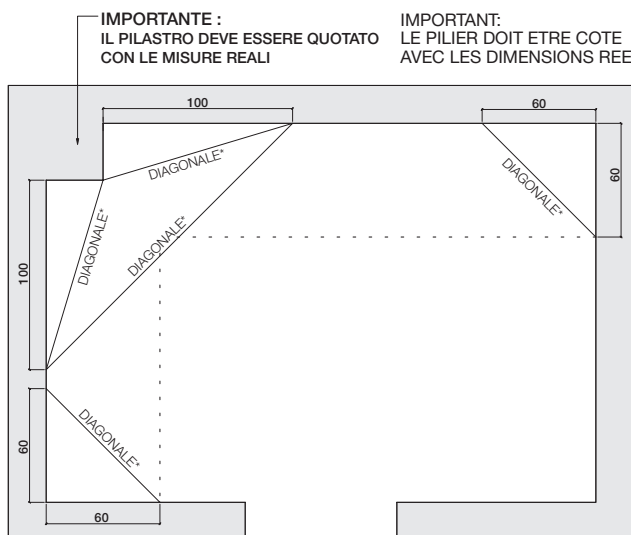 IMPORTANTE :
IL PILASTRO DEVE ESSERE QUOTATO
CON LE MISURE REALI
IMPORTANT:
LE PILIER DOIT ETRE COTE
AVEC LES DIMENSIONS REE
100
60
DIAGONALE*
DIAGONALE*
60
DIAGONALE*
DIAGONALE*
100
DIAGONALE*
60
60